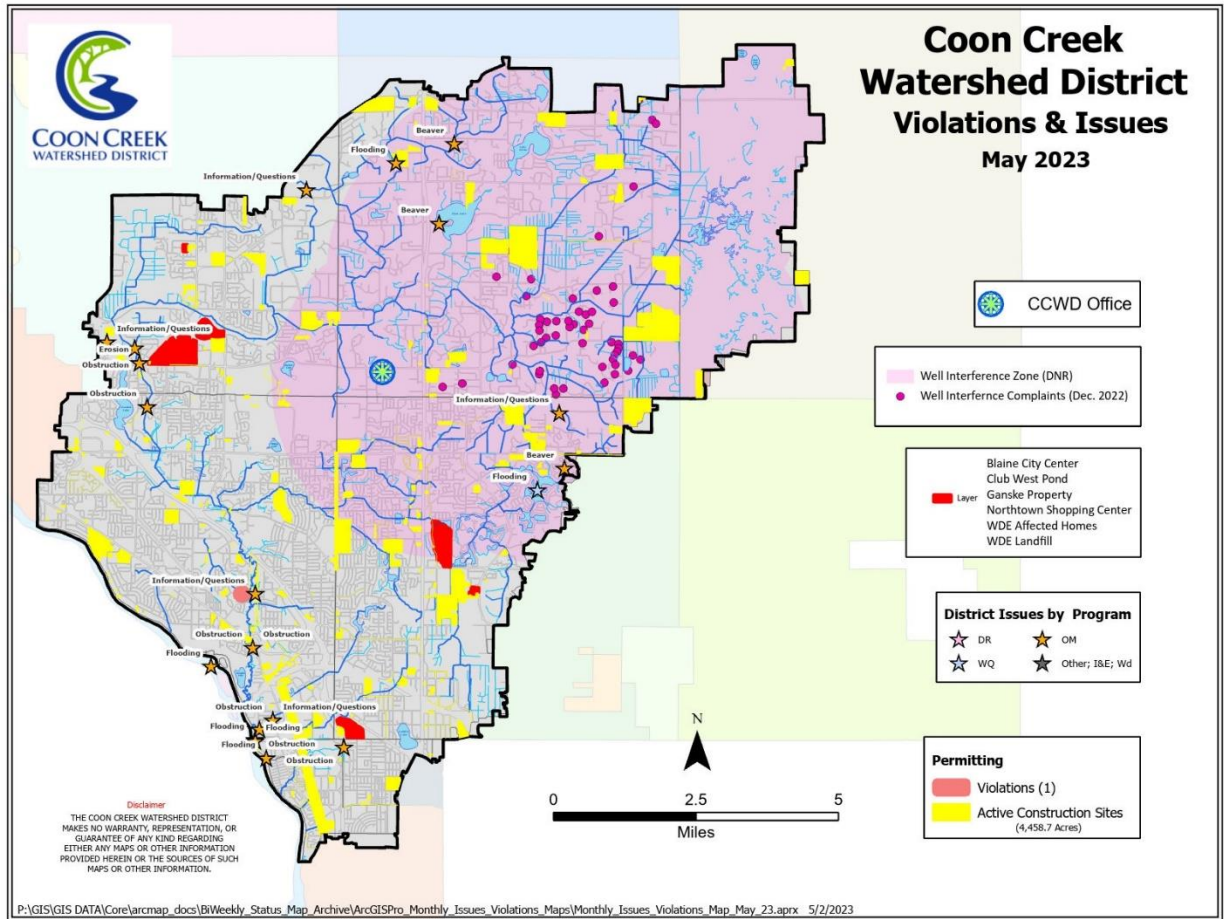 Coon Creek
Watershed District
Violations & Issues
May 2023
COON CREEK
WATERSHED DISTRICT
Beaver
Flooding
Information/Questions
Beaver
Information/Questions
Erosion
Obstruction
Obstruction
Information/Questions
Beaver
Flooding
Information/Questions
Obstruction
Obstruction
Flooding
Obstruction
Information/Questions
Flooding
Flooding
Flooding
Obstruction
Obstruction
CCWD Office
Well Interference Zone (DNR)
Well Interfernce Complaints (Dec. 2022)
Layer
Blaine City Center
Club West Pond
Ganske Property
Northtown Shopping Center
WDE Affected Homes
WDE Landfill
District Issues by Program
DR
OM
WQ
Other; I&E; Wd
Permitting
Violations (1)
Active Construction Sites
(4,458.7 Acres)
N
0
2.5
5
Miles
Disclaimer
THE COON CREEK WATERSHED DISTRICT
MAKES NO WARRANTY, REPRESENTATION, OR
GUARANTEE OF ANY KIND REGARDING
EITHER ANY MAPS OR OTHER INFORMATION
PROVIDED HEREIN OR THE SOURCES OF SUCH
MAPS OR OTHER INFORMATION.
P:\GIS\GIS DATA\Core\arcmap_docs\BiWeekly_Status_Map_Archive\ArcGISPro_Monthly_Issues_Violations_Maps\Monthly_Issues_Violations_Map_May_23.aprx 5/2/2023